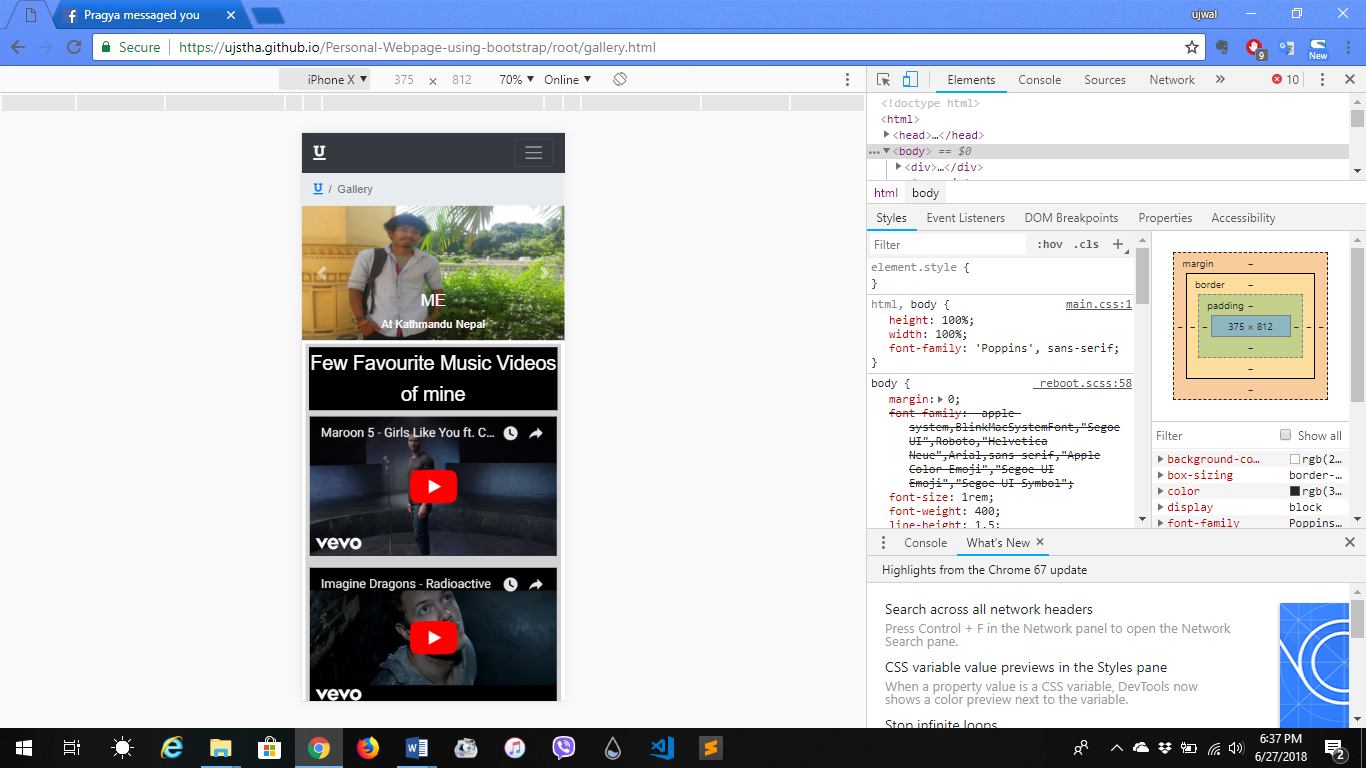 Pragya messaged you
ujwal
Secure
https://ujstha.github.io/Personal-Webpage-using-bootstrap/root/gallery.html
9
New
iPhone X ▼ 375 × 812 70% ▼ Online ▼
U
U / Gallery
ME
At Kathmandu Nepal
Few Favourite Music Videos
of mine
Maroon 5 - Girls Like You ft. C...
vevo
Imagine Dragons - Radioactive
vevo
Elements Console Sources Network » 10
<!doctype html>
<html>
▶<head>…</head>
…▼<body> == $0
▶<div>…</div>
html body
Styles Event Listeners DOM Breakpoints Properties Accessibility
Filter :hov .cls +
element.style {
}
html, body { main.css:1
height: 100%;
width: 100%;
font-family: 'Poppins', sans-serif;
}
body { _reboot.scss:58
margin:▶ 0;
font-family: -apple-
system,BlinkMacSystemFont,"Segoe
UI",Roboto,"Helvetica
Neue",Arial,sans-serif,"Apple
Color Emoji","Segoe UI
Emoji","Segoe UI Symbol";
font-size: 1rem;
font-weight: 400;
line-height: 1.5;
margin –
border –
padding –
– – – 375 × 812 – – –
–
–
–
Filter Show all
▶ background-co… rgb(2…
▶ box-sizing border-…
▶ color rgb(3…
▶ display block
▶ font-family Poppins…
Console What's New ×
Highlights from the Chrome 67 update
Search across all network headers
Press Control + F in the Network panel to open the Network
Search pane.
CSS variable value previews in the Styles pane
When a property value is a CSS variable, DevTools now
shows a color preview next to the variable.
Stop infinite loops
6:37 PM
6/27/2018
2